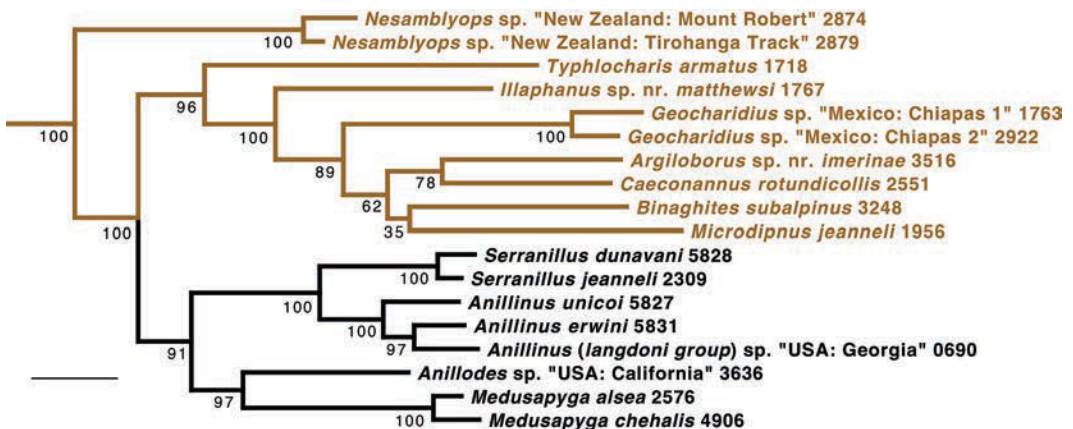 Nesamblyops sp. "New Zealand: Mount Robert" 2874
100
Nesamblyops sp. "New Zealand: Tirohanga Track" 2879
Typhlocharis armatus 1718
96
Illaphanus sp. nr. matthewsi 1767
Geocharidius sp. "Mexico: Chiapas 1" 1763
100
100
100
Geocharidius sp. "Mexico: Chiapas 2" 2922
Argiloborus sp. nr. imerinae 3516
89
78
Caeconannus rotundicollis 2551
62
Binaghites subalpinus 3248
35
Microdipnus jeanneli 1956
100
Serranillus dunavani 5828
100
Serranillus jeanneli 2309
100
Anillinus unicoi 5827
100
Anillinus erwini 5831
91
97
Anillinus (langdoni group) sp. "USA: Georgia" 0690
Anillodes sp. "USA: California" 3636
97
Medusapyga alsea 2576
100
Medusapyga chehalis 4906